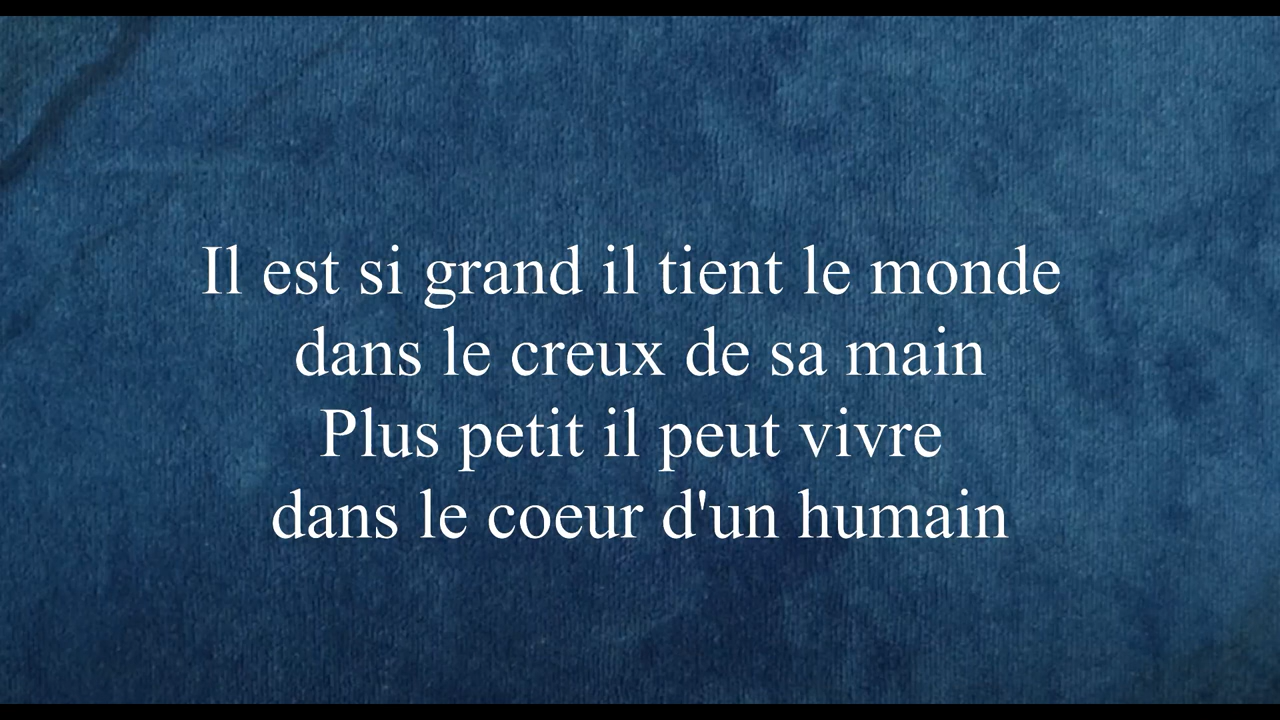 Il est si grand il tient le monde
dans le creux de sa main
Plus petit il peut vivre
dans le coeur d'un humain